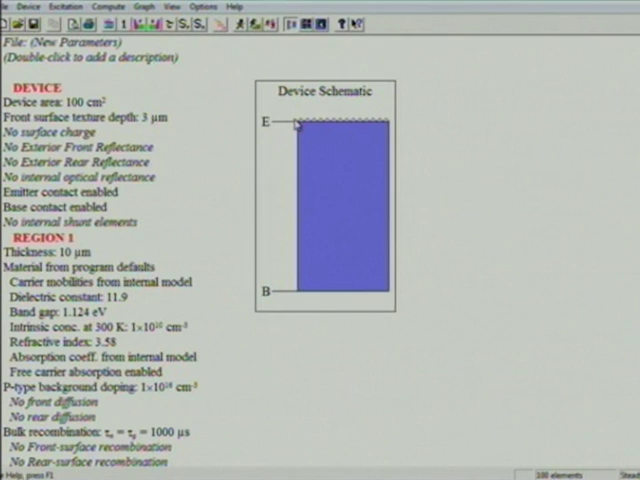 le Device Excitation Compute Graph View Options Help
File: (New Parameters)
(Double-click to add a description)
DEVICE
Device area: 100 cm²
Front surface texture depth: 3 µm
No surface charge
No Exterior Front Reflectance
No Exterior Rear Reflectance
No internal optical reflectance
Emitter contact enabled
Base contact enabled
No internal shunt elements
REGION 1
Thickness: 10 µm
Material from program defaults
Carrier mobilities from internal model
Dielectric constant: 11.9
Band gap: 1.124 eV
Intrinsic conc. at 300 K: 1×10¹⁰ cm⁻³
Refractive index: 3.58
Absorption coeff. from internal model
Free carrier absorption enabled
P-type background doping: 1×10¹⁶ cm⁻³
No front diffusion
No rear diffusion
Bulk recombination: τₙ = τₚ = 1000 µs
No Front-surface recombination
No Rear-surface recombination
Device Schematic
E
B
Help, press F1
100 elements
Stead